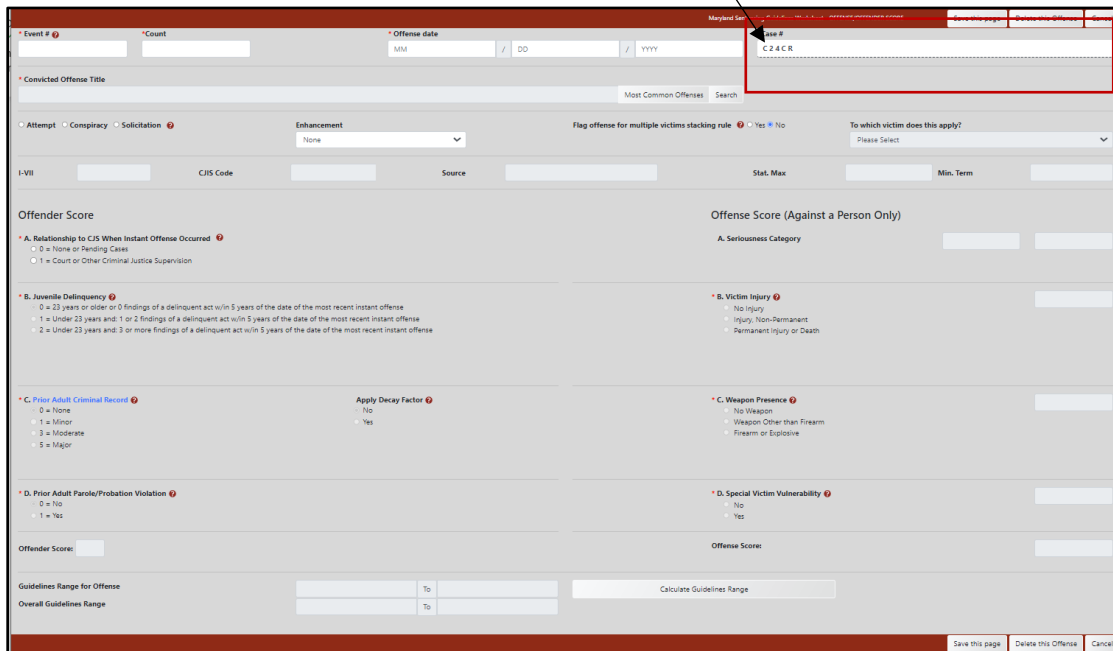 Maryland Sentencing Guidelines Worksheet - OFFENSE/OFFENDER SCORE Save this page Delete this Offense Cancel
* Event # *Count * Offense date Case #
MM / DD / YYYY C24CR
* Convicted Offense Title
Most Common Offenses Search
Attempt Conspiracy Solicitation Enhancement Flag offense for multiple victims stacking rule Yes No To which victim does this apply?
None Please Select
I-VII CJIS Code Source Stat. Max Min. Term
Offender Score Offense Score (Against a Person Only)
* A. Relationship to CJS When Instant Offense Occurred A. Seriousness Category
0 = None or Pending Cases
1 = Court or Other Criminal Justice Supervision
* B. Juvenile Delinquency * B. Victim Injury
0 = 23 years or older or 0 findings of a delinquent act w/in 5 years of the date of the most recent instant offense No Injury
1 = Under 23 years and: 1 or 2 findings of a delinquent act w/in 5 years of the date of the most recent instant offense Injury, Non-Permanent
2 = Under 23 years and: 3 or more findings of a delinquent act w/in 5 years of the date of the most recent instant offense Permanent Injury or Death
* C. Prior Adult Criminal Record Apply Decay Factor * C. Weapon Presence
0 = None No No Weapon
1 = Minor Yes Weapon Other than Firearm
3 = Moderate Firearm or Explosive
5 = Major
* D. Prior Adult Parole/Probation Violation * D. Special Victim Vulnerability
0 = No No
1 = Yes Yes
Offender Score: Offense Score:
Guidelines Range for Offense To Calculate Guidelines Range
Overall Guidelines Range To
Save this page Delete this Offense Cancel